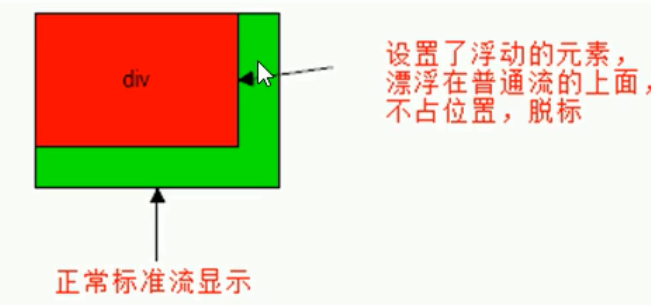 div
设置了浮动的元素，
漂浮在普通流的上面，
不占位置，脱标
正常标准流显示